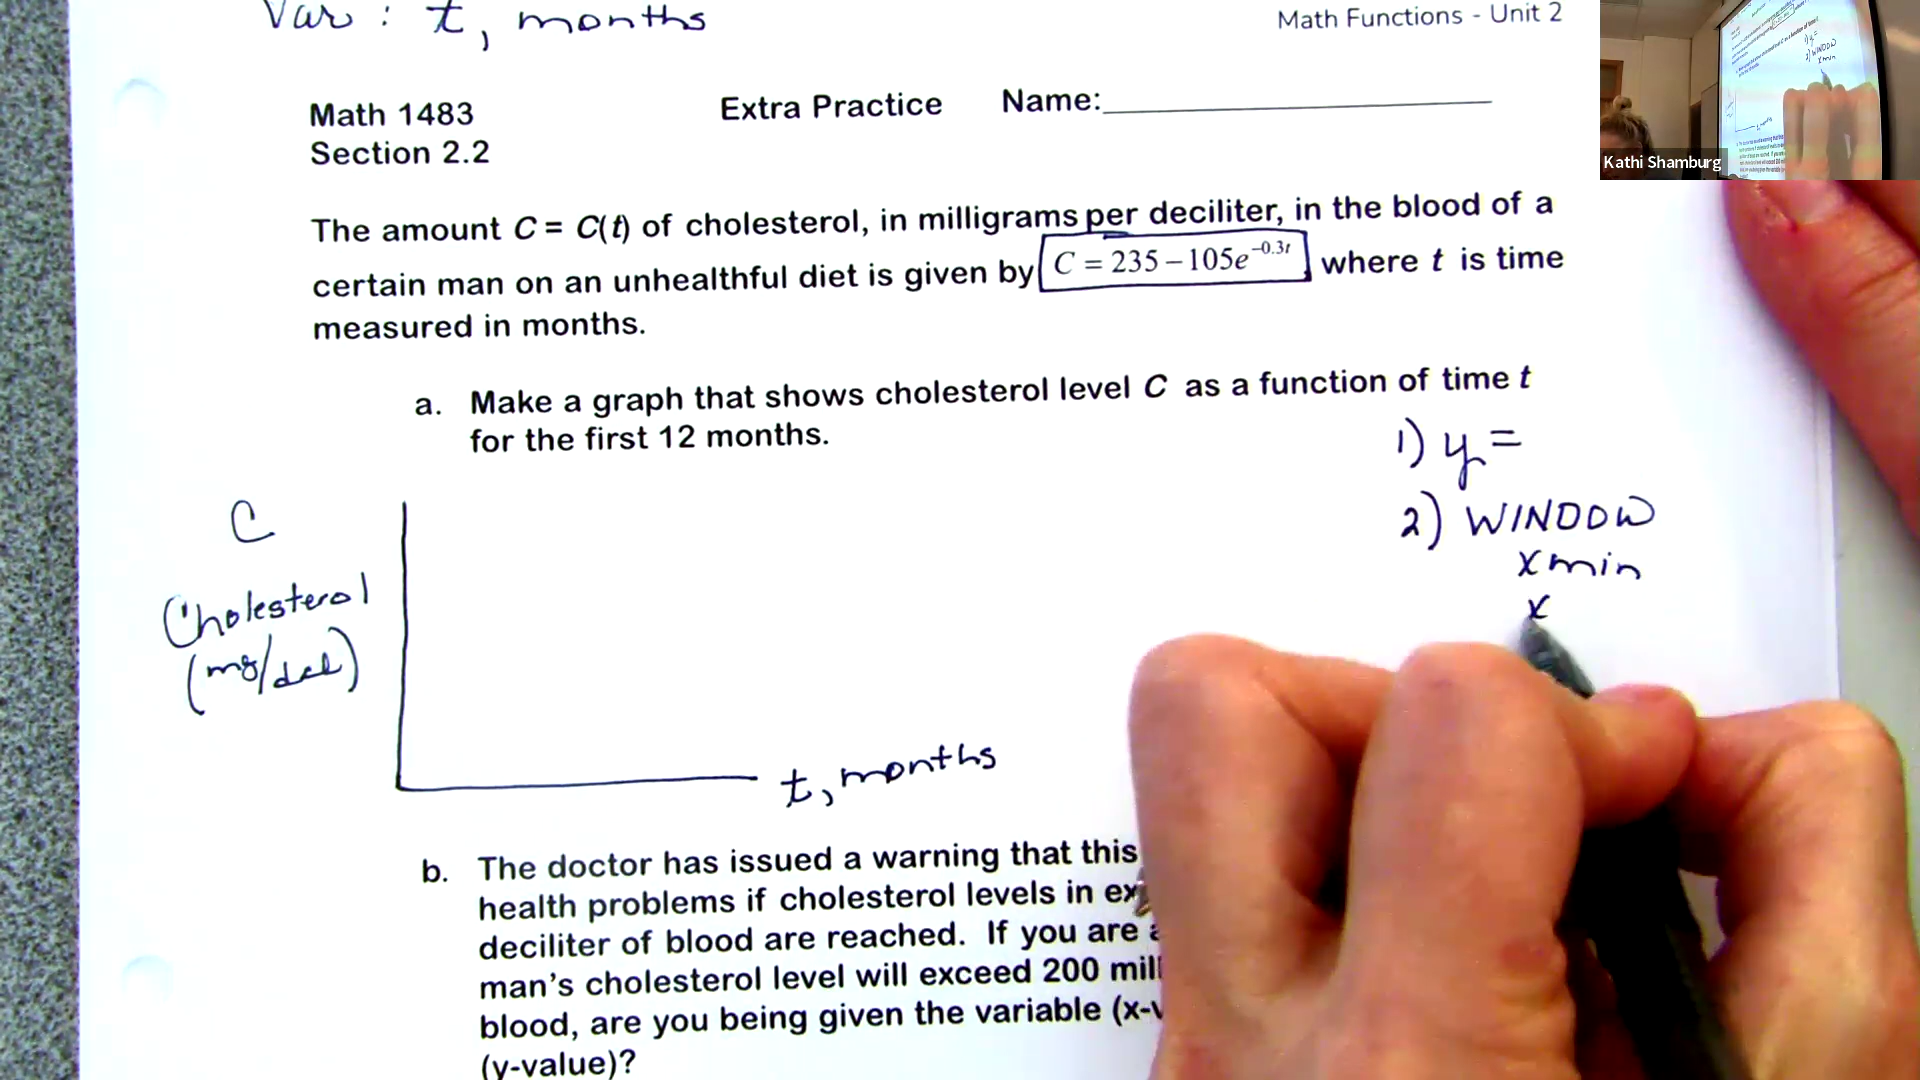 Var : t, months
Math Functions - Unit 2
Math 1483 Extra Practice Name:
Section 2.2
The amount C = C(t) of cholesterol, in milligrams per deciliter, in the blood of a
certain man on an unhealthful diet is given by C = 235 – 105e^–0.3t where t is time
measured in months.
a. Make a graph that shows cholesterol level C as a function of time t
for the first 12 months.
1) y =
2) WINDOW
xmin
x
C
Cholesterol
(mg/del)
t, months
b. The doctor has issued a warning that this
health problems if cholesterol levels in
deciliter of blood are reached. If you are
man's cholesterol level will exceed 200
blood, are you being given the variable
(y-value)?
Kathi Shamburg
1) y=
2) WINDOW
xmin